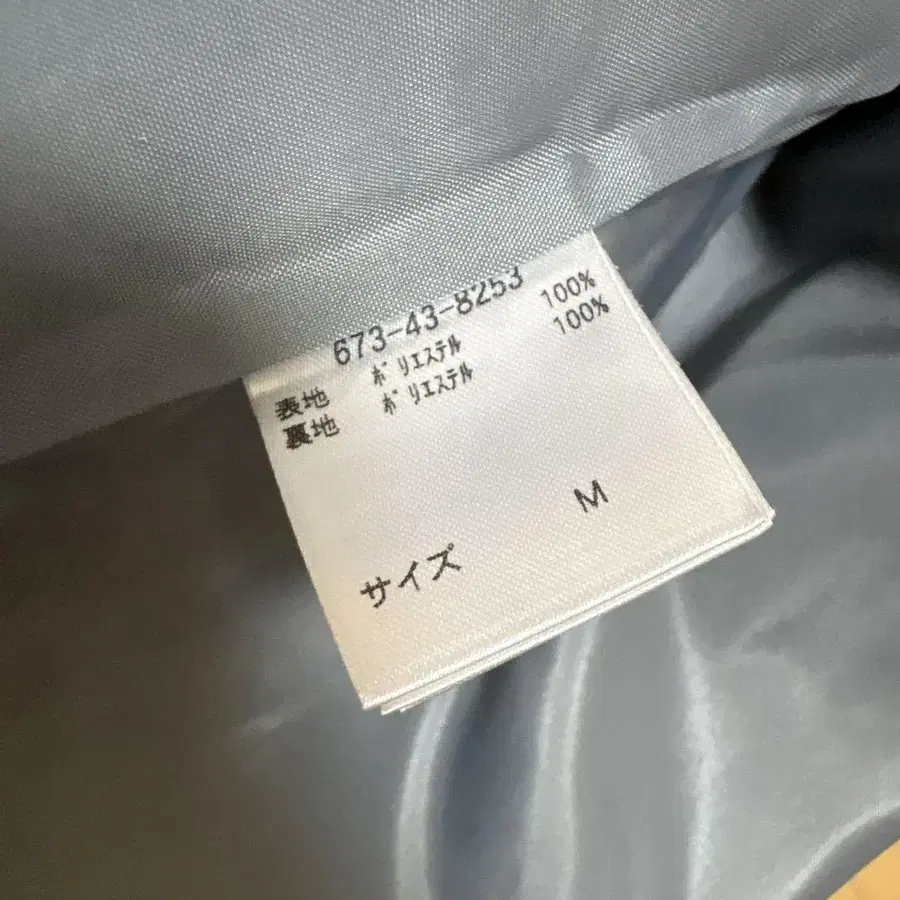 673-43-8253
表地 ポリエステル 100%
裏地 ポリエステル 100%
サイズ M